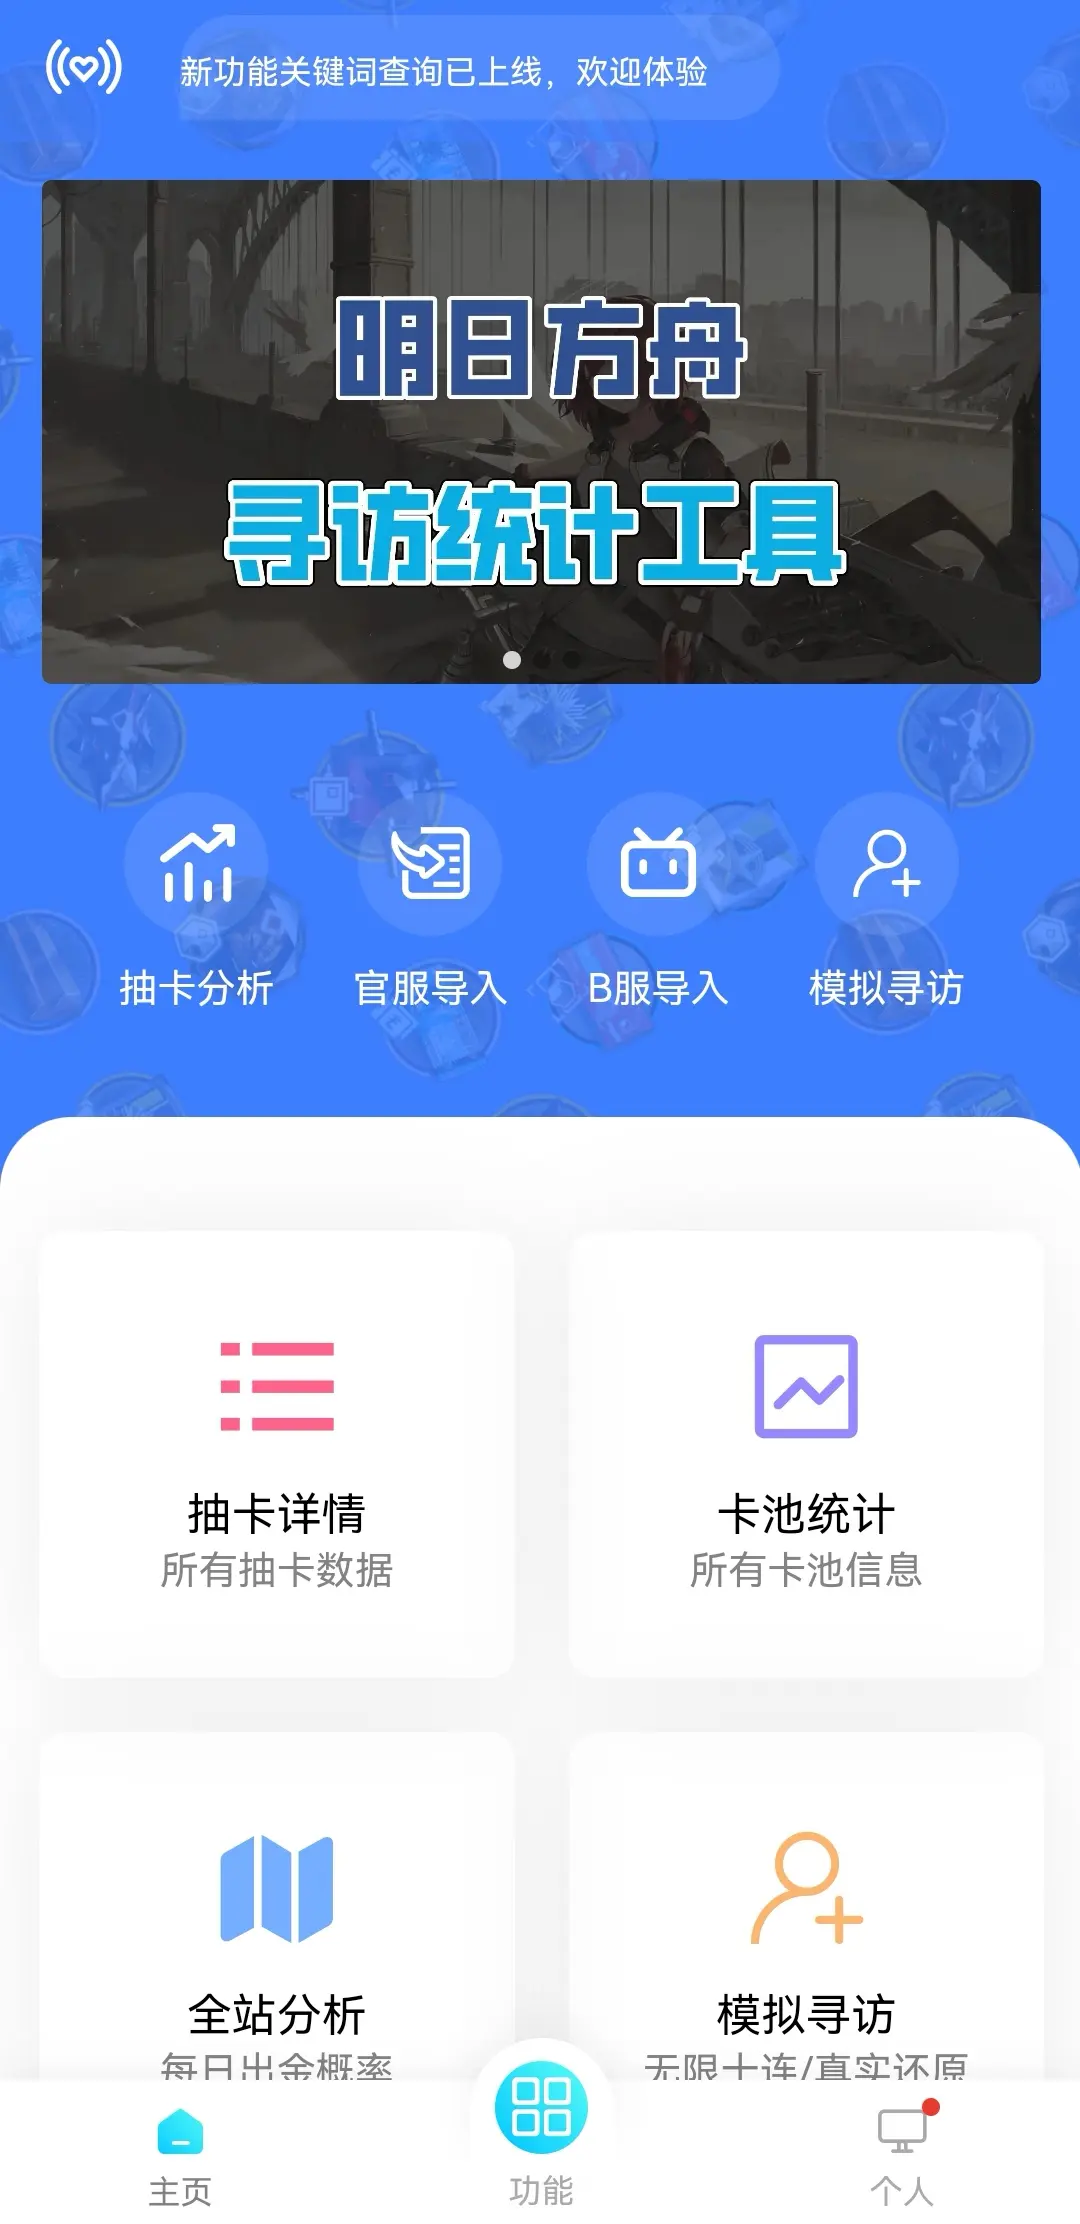 新功能关键词查询已上线，欢迎体验
明日方舟
寻访统计工具
抽卡分析
官服导入
B服导入
模拟寻访
抽卡详情
所有抽卡数据
卡池统计
所有卡池信息
全站分析
每日出金概率
模拟寻访
无限十连/真实还原
主页
功能
个人